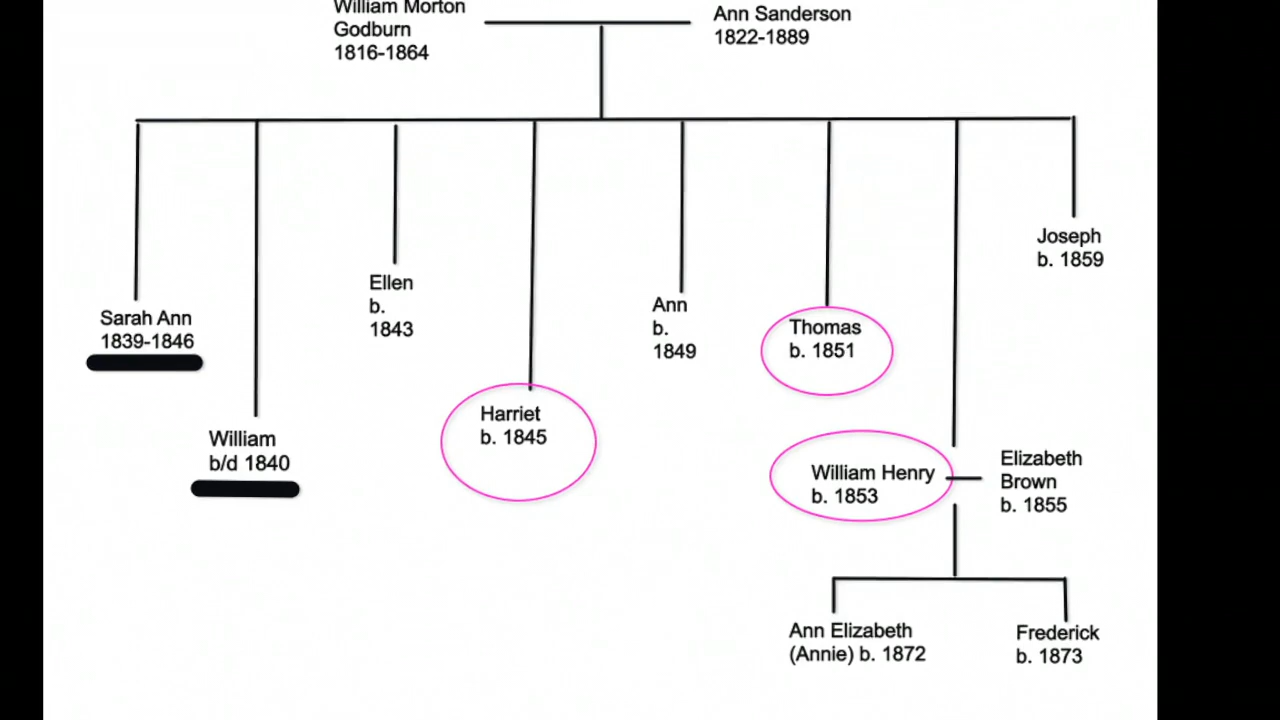 William Morton
Godburn
1816-1864
Ann Sanderson
1822-1889
Sarah Ann
1839-1846
William
b/d 1840
Ellen
b.
1843
Harriet
b. 1845
Ann
b.
1849
Thomas
b. 1851
William Henry
b. 1853
Elizabeth
Brown
b. 1855
Joseph
b. 1859
Ann Elizabeth
(Annie) b. 1872
Frederick
b. 1873